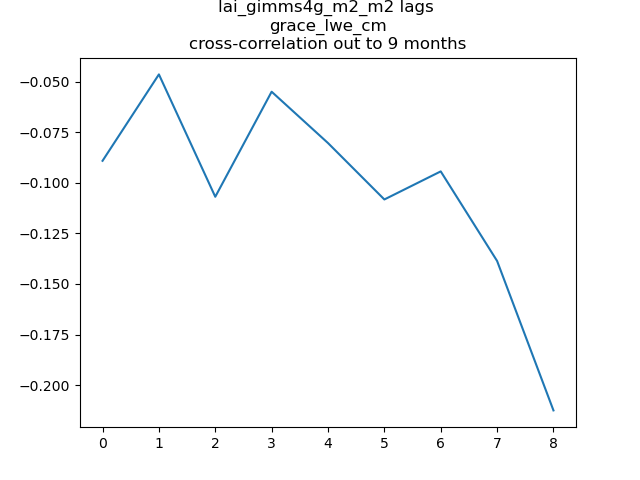 lai_gimms4g_m2_m2 lags
grace_lwe_cm
cross-correlation out to 9 months
−0.050
−0.075
−0.100
−0.125
−0.150
−0.175
−0.200
0 1 2 3 4 5 6 7 8